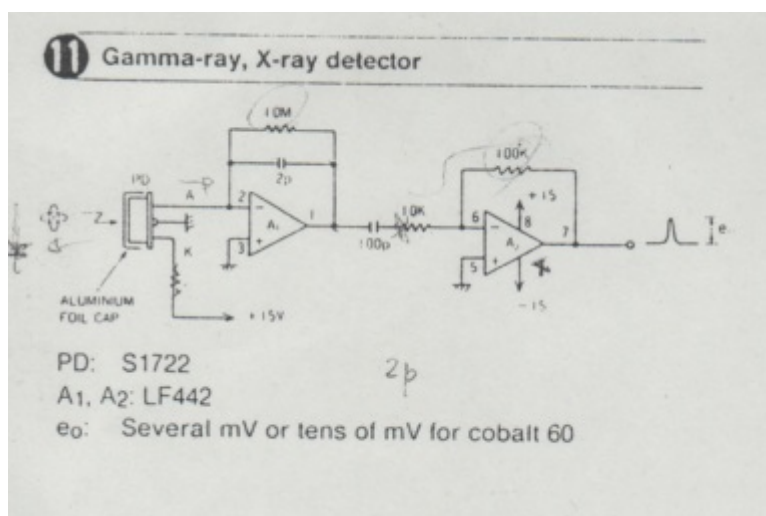 11 Gamma-ray, X-ray detector
10M
2p
PD
A
K
2
3
1
A1
100p
10K
100K
+15
6
5
8
7
A2
-15
e
ALUMINIUM
FOIL CAP
+15V
PD: S1722
2p
A1, A2: LF442
eo: Several mV or tens of mV for cobalt 60